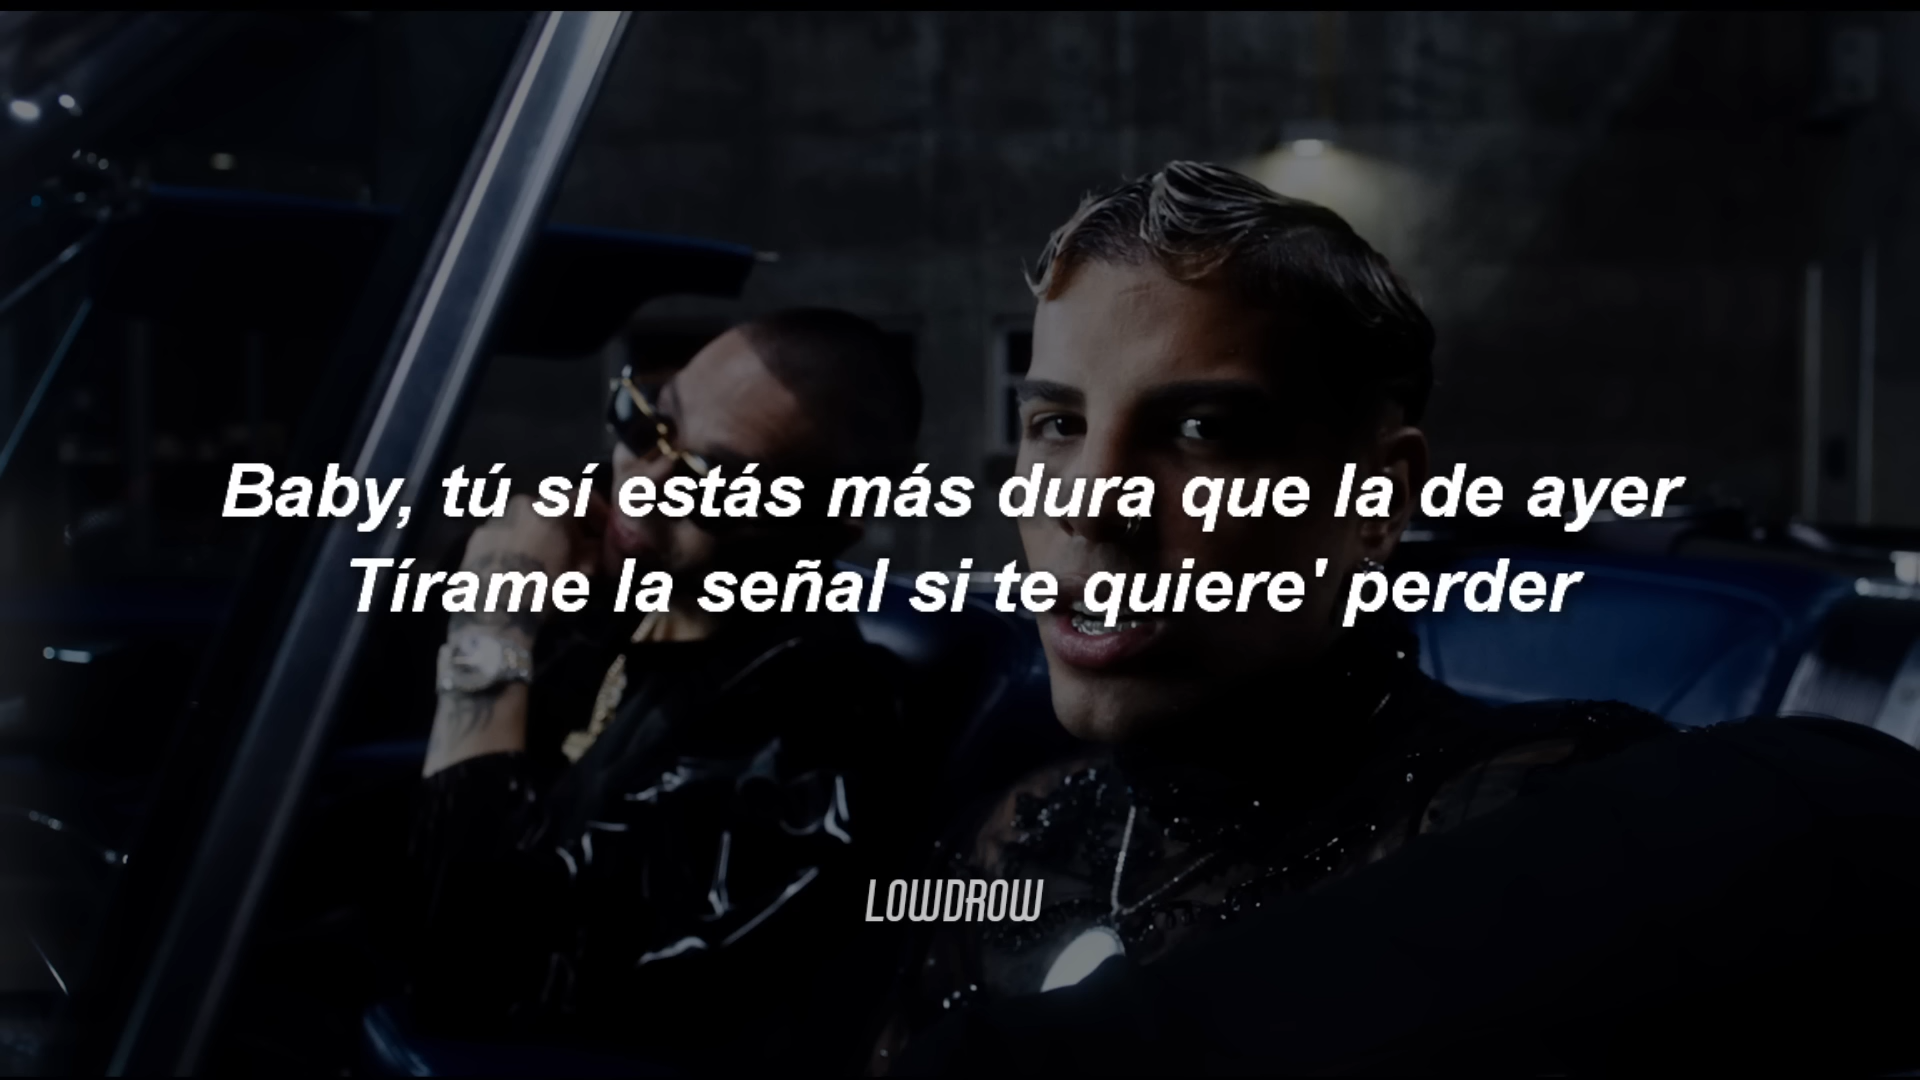 Baby, tú sí estás más dura que la de ayer
Tírame la señal si te quiere' perder
LOWDROW